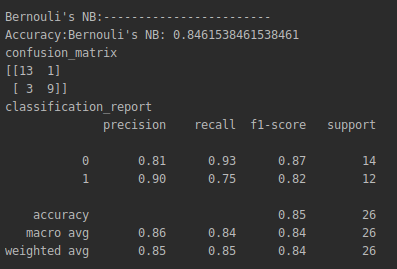 Bernouli's NB:------------------------
Accuracy:Bernouli's NB: 0.8461538461538461
confusion_matrix
[[13  1]
 [ 3  9]]
classification_report
              precision    recall  f1-score   support

           0       0.81      0.93      0.87        14
           1       0.90      0.75      0.82        12

    accuracy                           0.85        26
   macro avg       0.86      0.84      0.84        26
weighted avg       0.85      0.85      0.84        26